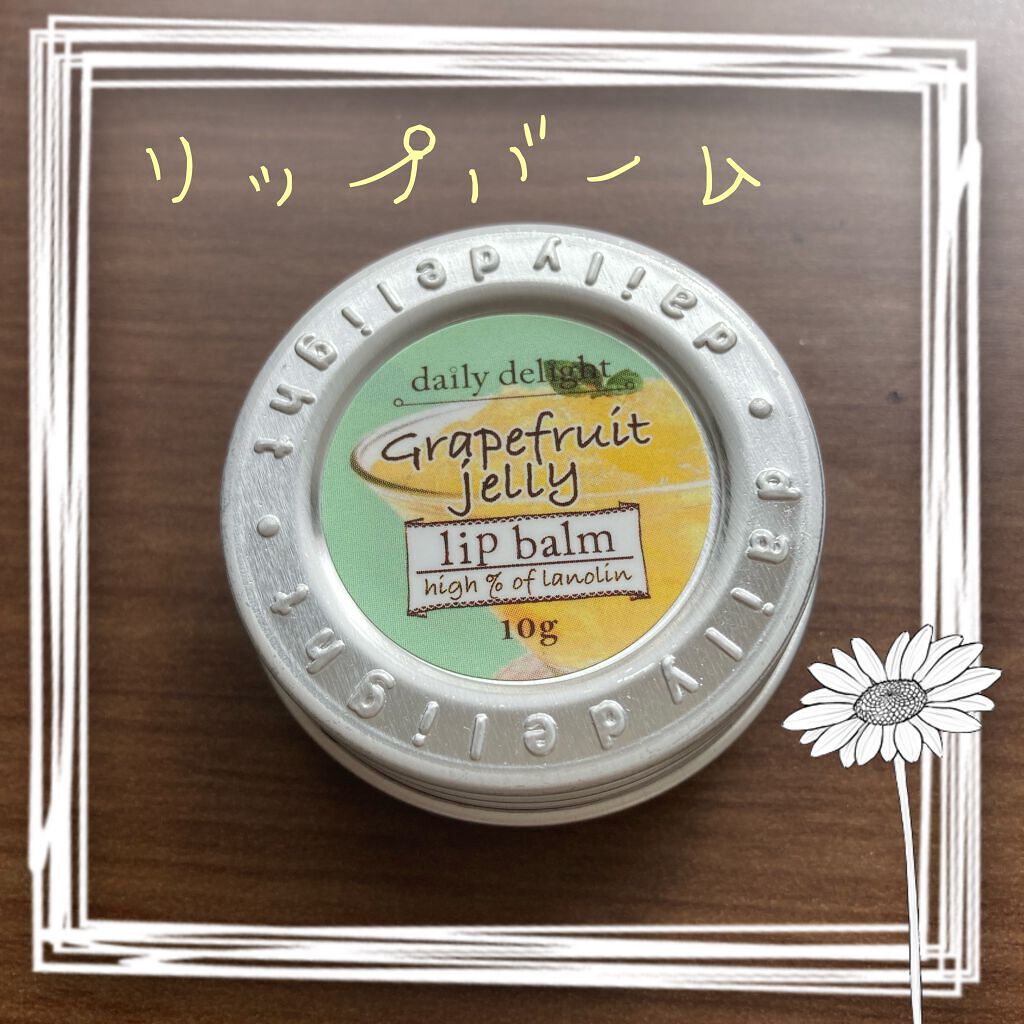 リップバーム
daily delight • daily delight •
daily delight
Grapefruit
jelly
lip balm
high % of lanolin
10g